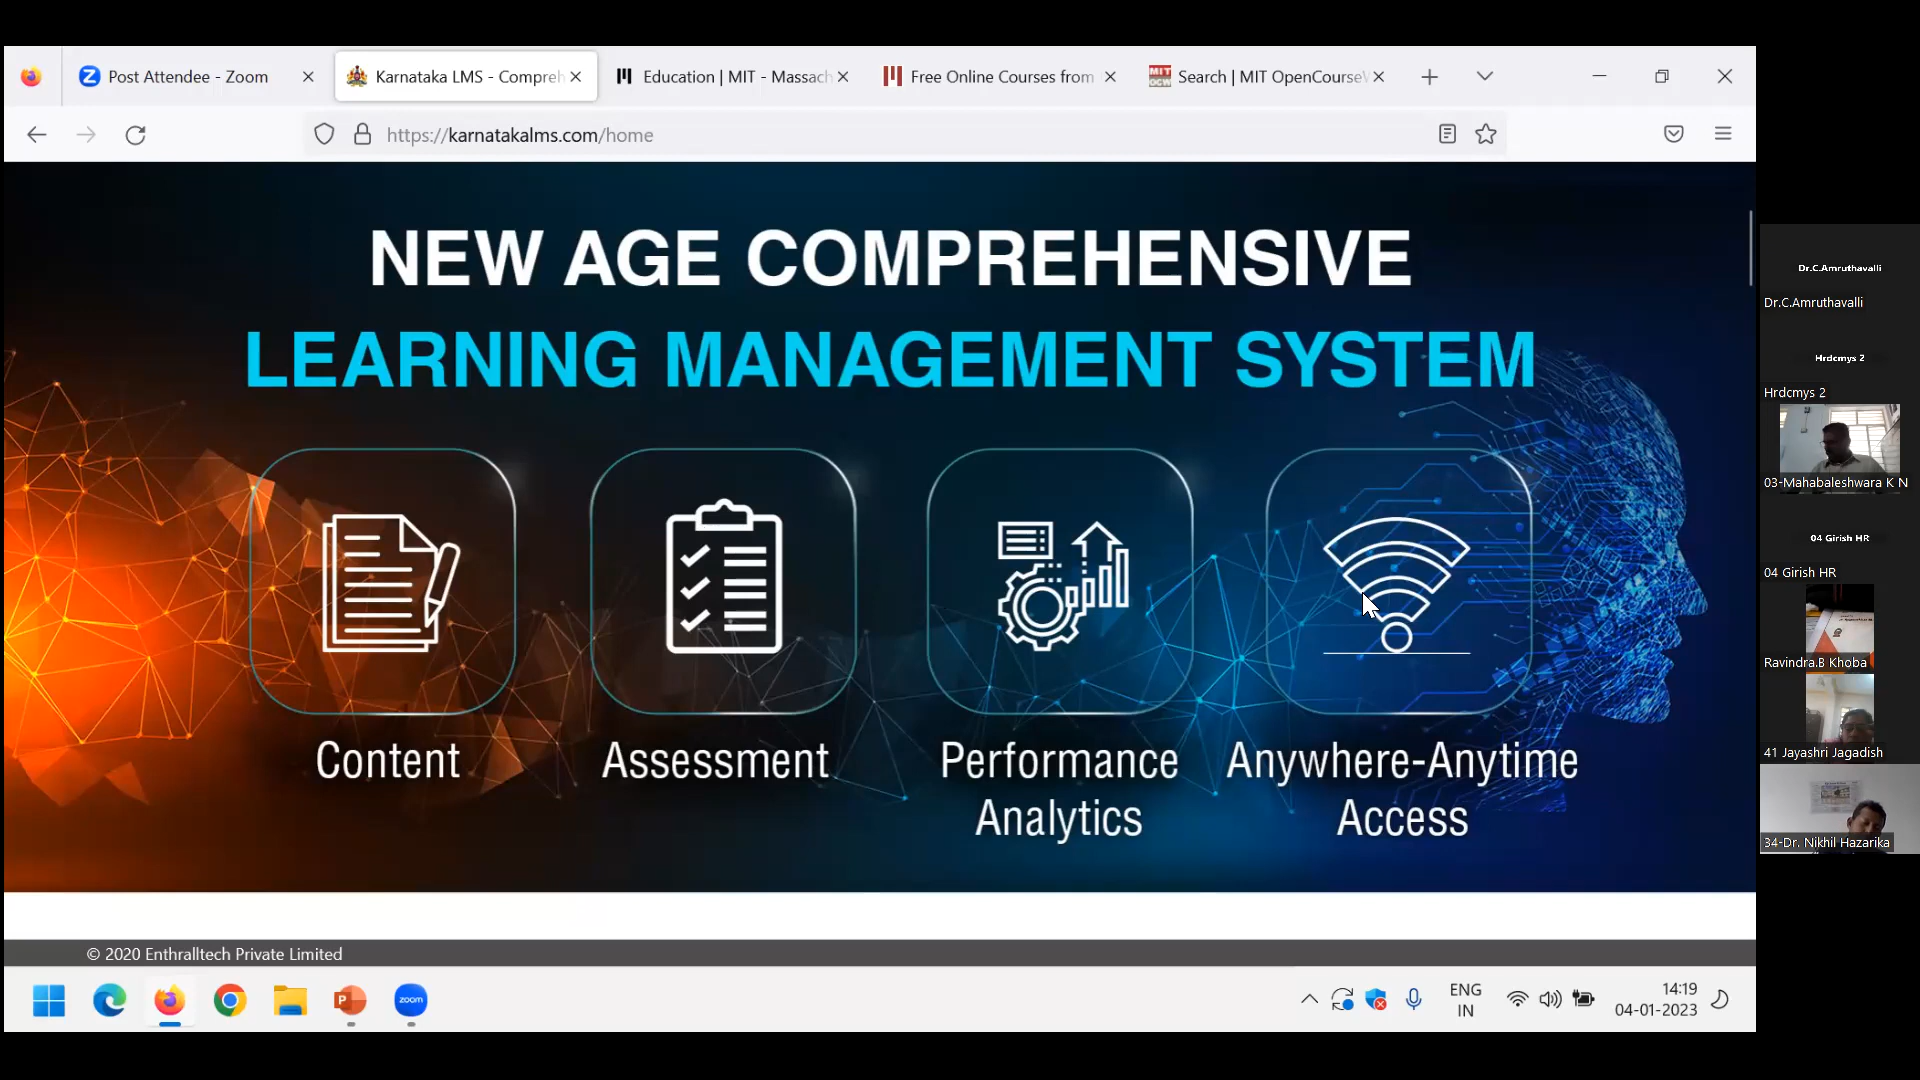 Post Attendee - Zoom
Karnataka LMS - Compreh
Education | MIT - Massach
Free Online Courses from
Search | MIT OpenCourseW
https://karnatakalms.com/home
NEW AGE COMPREHENSIVE
LEARNING MANAGEMENT SYSTEM
Content
Assessment
Performance
Analytics
Anywhere-Anytime
Access
© 2020 Enthralltech Private Limited
zoom
ENG
IN
14:19
04-01-2023
Dr.C.Amruthavalli
Dr.C.Amruthavalli
Hrdcmys 2
Hrdcmys 2
03-Mahabaleshwara K N
04 Girish HR
04 Girish HR
Ravindra.B Khoba
41 Jayashri Jagadish
34-Dr. Nikhil Hazarika